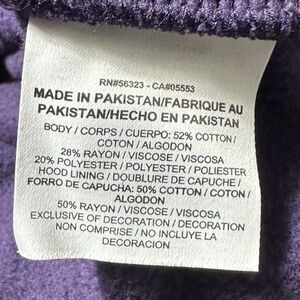 RN#56323 - CA#05553
MADE IN PAKISTAN/FABRIQUE AU
PAKISTAN/HECHO EN PAKISTAN
BODY / CORPS / CUERPO: 52% COTTON /
COTON / ALGODON
28% RAYON / VISCOSE / VISCOSA
20% POLYESTER / POLYESTER / POLIESTER
HOOD LINING / DOUBLURE DE CAPUCHE /
FORRO DE CAPUCHA: 50% COTTON / COTON /
ALGODON
50% RAYON / VISCOSE / VISCOSA
EXCLUSIVE OF DECORATION / DECORATION
NON COMPRISE / NO INCLUYE LA
DECORACION